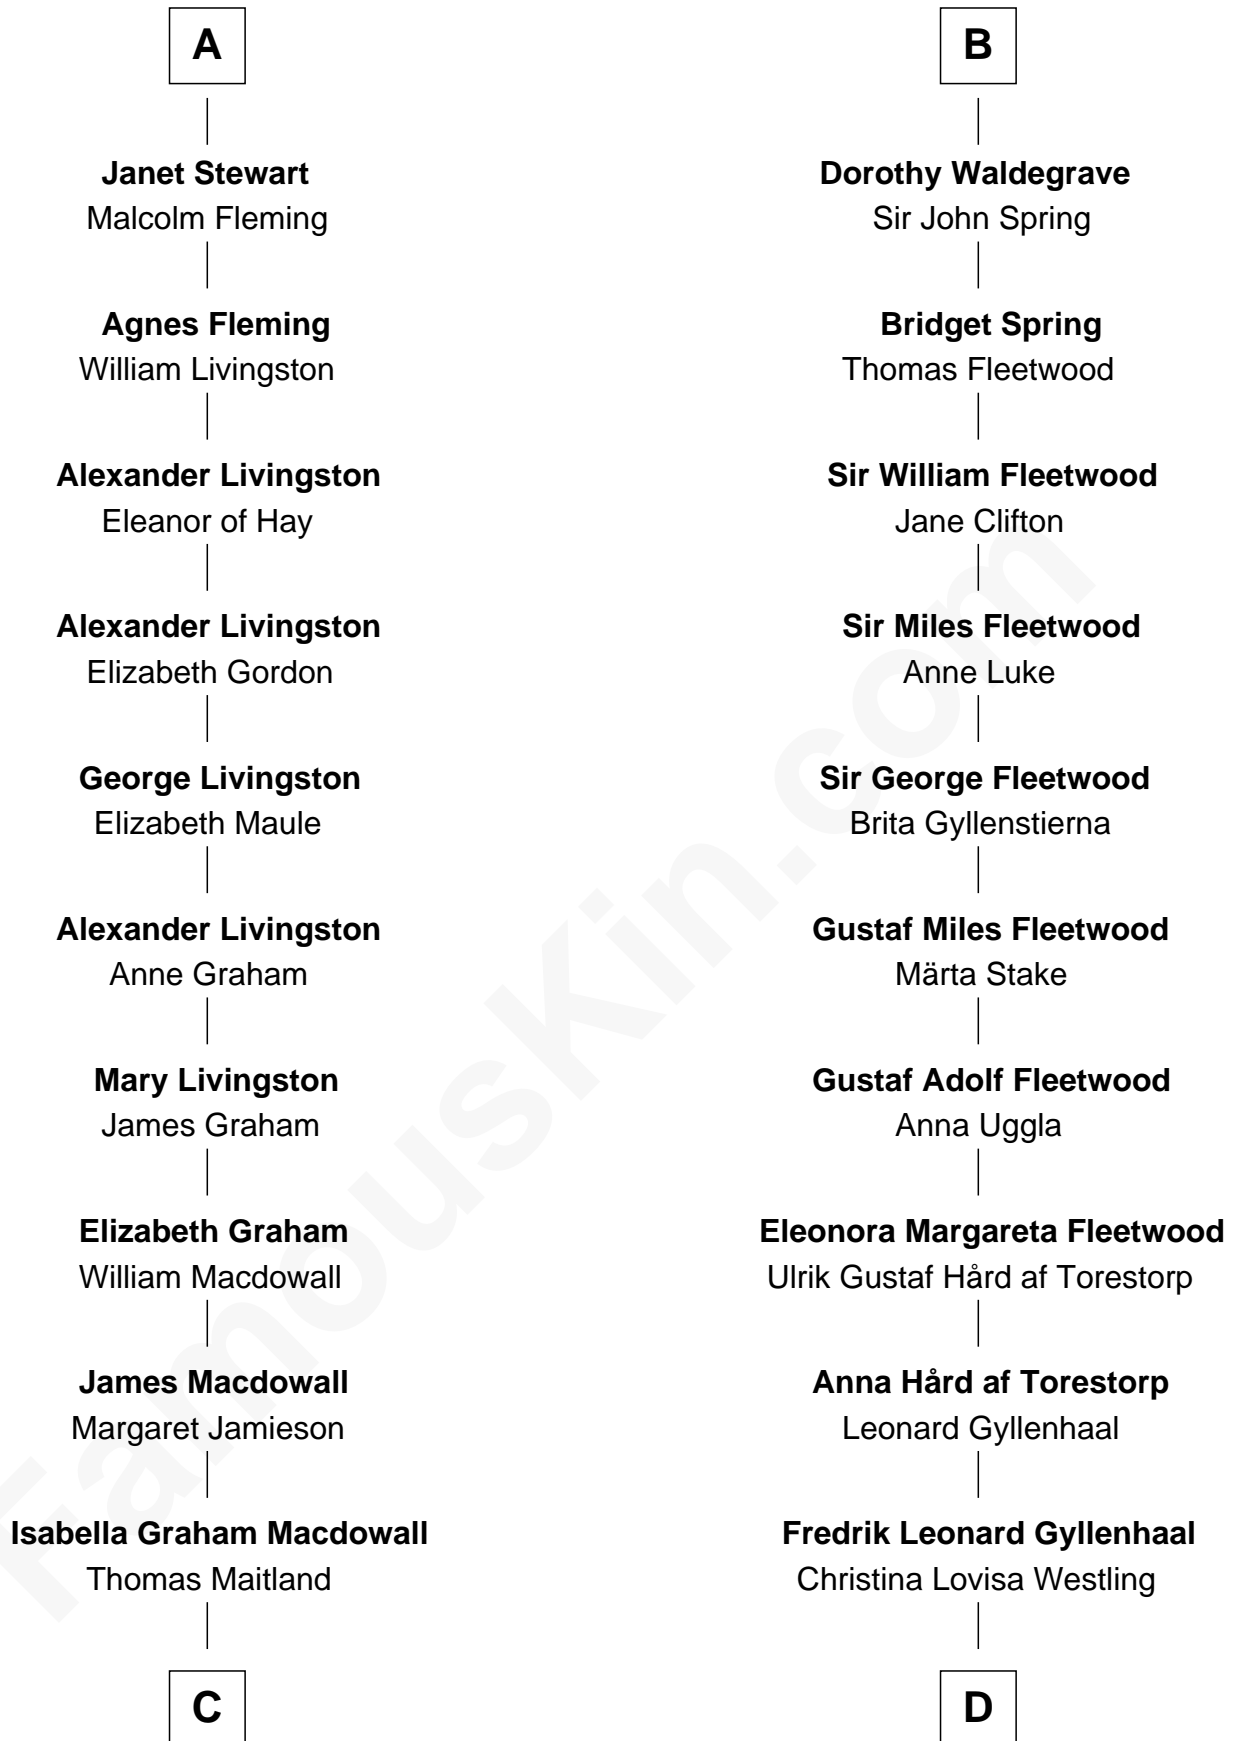 A
Janet Stewart
Malcolm Fleming
Agnes Fleming
William Livingston
Alexander Livingston
Eleanor of Hay
Alexander Livingston
Elizabeth Gordon
George Livingston
Elizabeth Maule
Alexander Livingston
Anne Graham
Mary Livingston
James Graham
Elizabeth Graham
William Macdowall
James Macdowall
Margaret Jamieson
Isabella Graham Macdowall
Thomas Maitland
C
B
Dorothy Waldegrave
Sir John Spring
Bridget Spring
Thomas Fleetwood
Sir William Fleetwood
Jane Clifton
Sir Miles Fleetwood
Anne Luke
Sir George Fleetwood
Brita Gyllenstierna
Gustaf Miles Fleetwood
Märta Stake
Gustaf Adolf Fleetwood
Anna Uggla
Eleonora Margareta Fleetwood
Ulrik Gustaf Hård af Torestorp
Anna Hård af Torestorp
Leonard Gyllenhaal
Fredrik Leonard Gyllenhaal
Christina Lovisa Westling
D
FamousKin.com